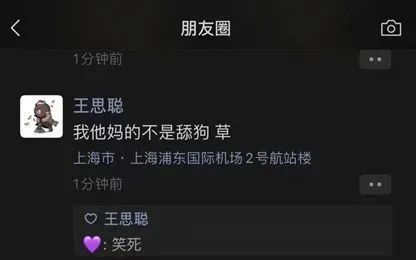 朋友圈
1分钟前
王思聪
我他妈的不是舔狗 草
上海市·上海浦东国际机场2号航站楼
1分钟前
王思聪
💜: 笑死